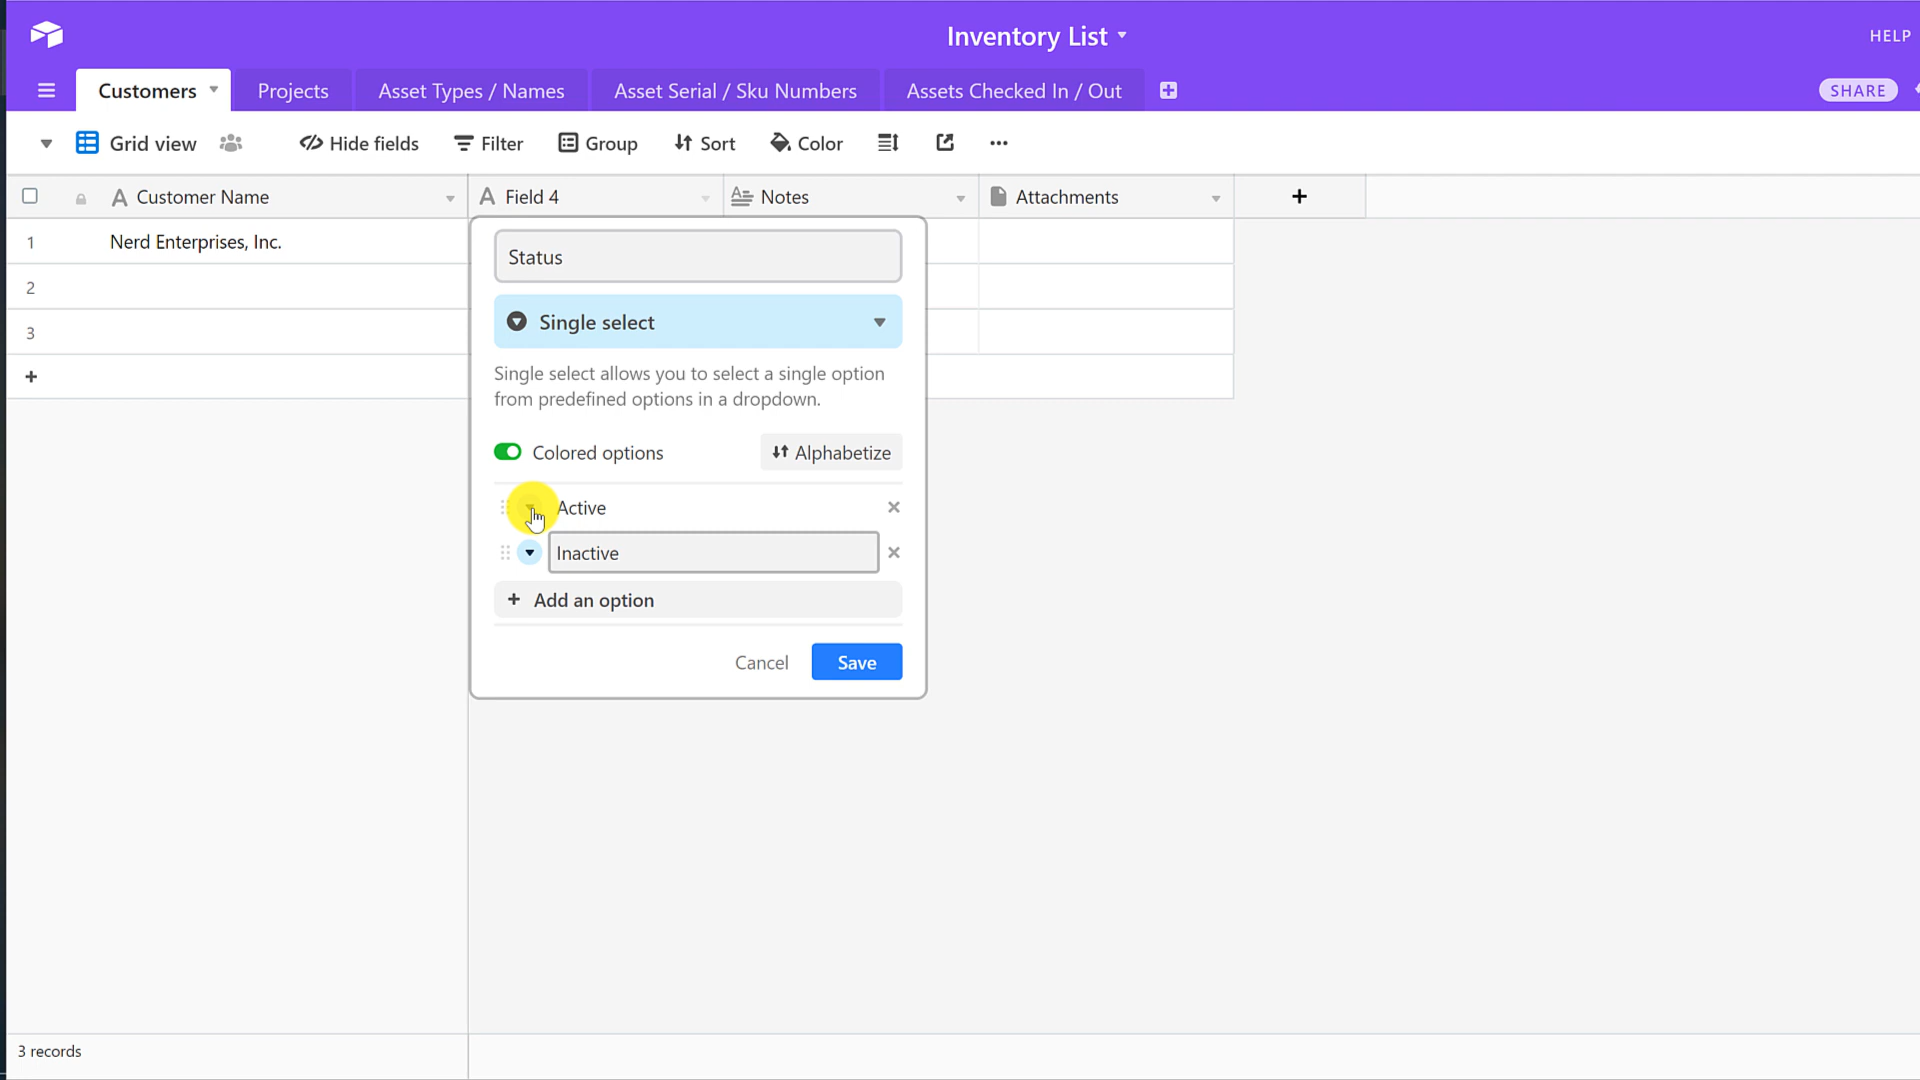 Inventory List
HELP
Customers
Projects
Asset Types / Names
Asset Serial / Sku Numbers
Assets Checked In / Out
SHARE
Grid view
Hide fields
Filter
Group
Sort
Color
Customer Name
Field 4
Notes
Attachments
1
Nerd Enterprises, Inc.
2
3
Status
Single select
Single select allows you to select a single option
from predefined options in a dropdown.
Colored options
Alphabetize
Active
Inactive
Add an option
Cancel
Save
3 records